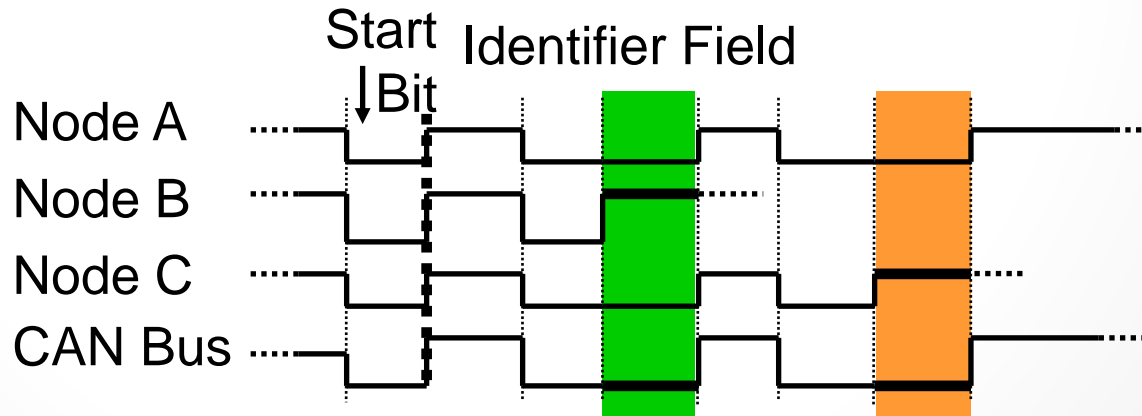 Start
Bit
Identifier Field
Node A
Node B
Node C
CAN Bus